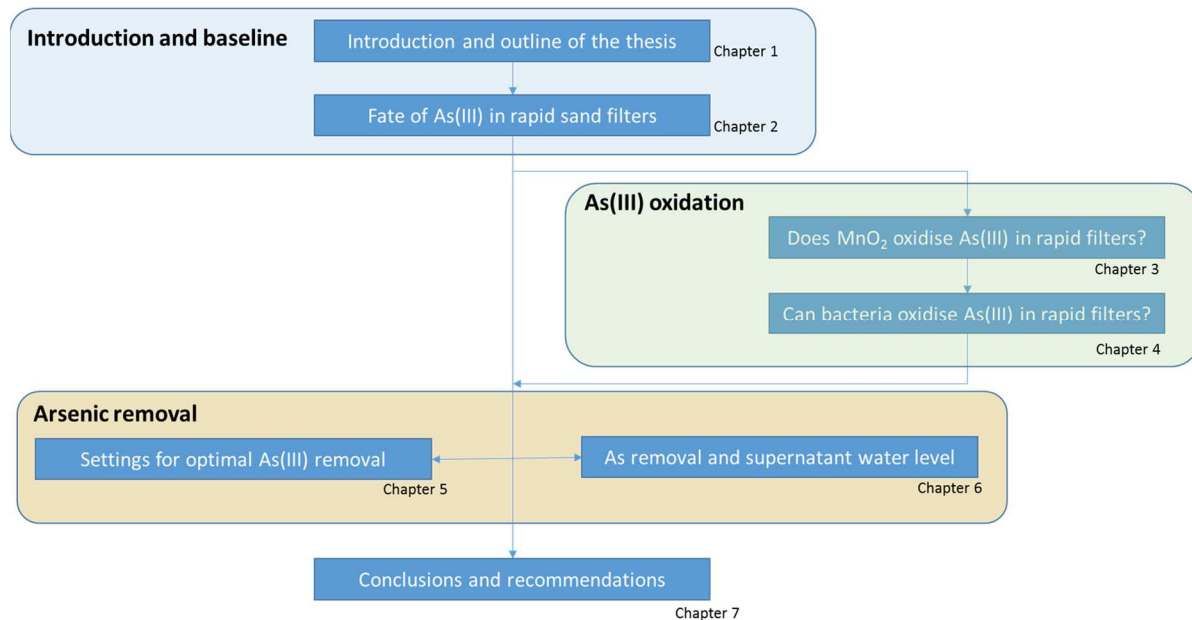 Introduction and baseline
Introduction and outline of the thesis
Chapter 1
Fate of As(III) in rapid sand filters
Chapter 2
As(III) oxidation
Does MnO₂ oxidise As(III) in rapid filters?
Chapter 3
Can bacteria oxidise As(III) in rapid filters?
Chapter 4
Arsenic removal
Settings for optimal As(III) removal
Chapter 5
As removal and supernatant water level
Chapter 6
Conclusions and recommendations
Chapter 7